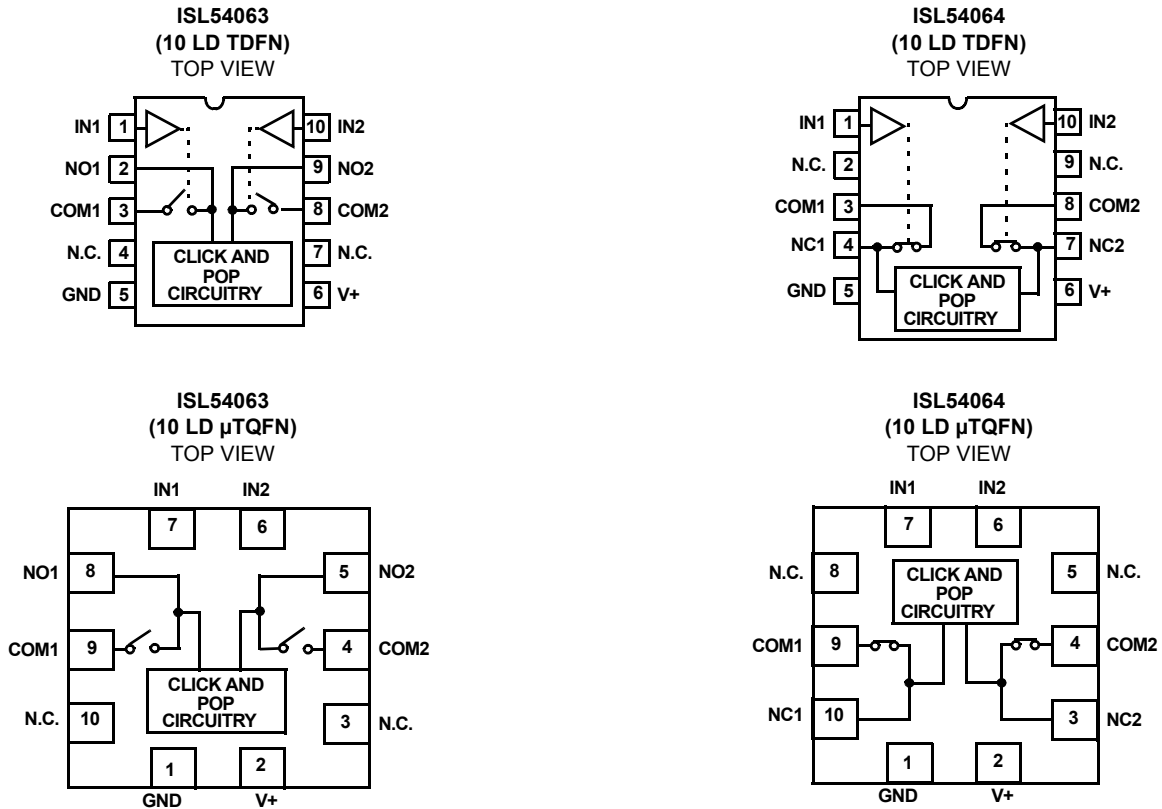 ISL54063
(10 LD TDFN)
TOP VIEW
IN1 1 10 IN2
NO1 2 9 NO2
COM1 3 8 COM2
N.C. 4 7 N.C.
CLICK AND
POP
CIRCUITRY
GND 5 6 V+
ISL54064
(10 LD TDFN)
TOP VIEW
IN1 1 10 IN2
N.C. 2 9 N.C.
COM1 3 8 COM2
NC1 4 7 NC2
CLICK AND
POP
CIRCUITRY
GND 5 6 V+
ISL54063
(10 LD µTQFN)
TOP VIEW
IN1 IN2
7 6
NO1 8 5 NO2
COM1 9 4 COM2
CLICK AND
POP
CIRCUITRY
N.C. 10 3 N.C.
1 2
GND V+
ISL54064
(10 LD µTQFN)
TOP VIEW
IN1 IN2
7 6
N.C. 8 5 N.C.
CLICK AND
POP
CIRCUITRY
COM1 9 4 COM2
NC1 10 3 NC2
1 2
GND V+